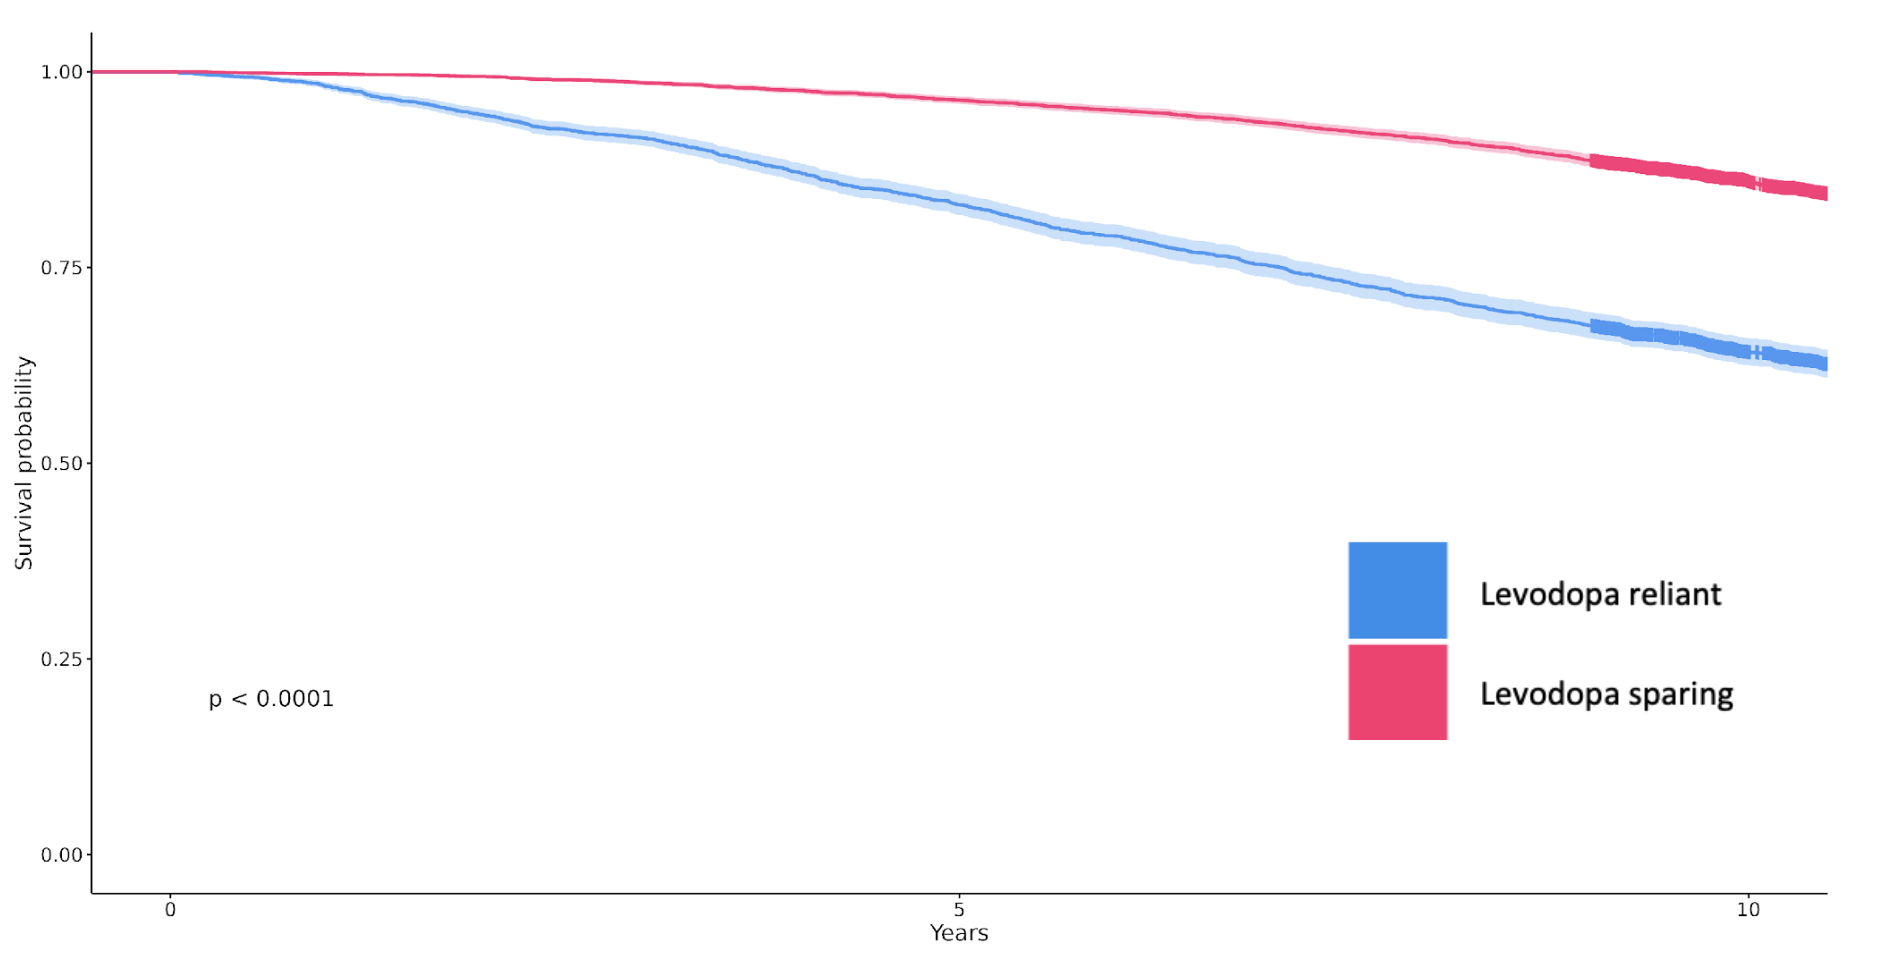 1.00
0.75
0.50
0.25
0.00
Survival probability
p < 0.0001
Levodopa reliant
Levodopa sparing
0 5 10
Years